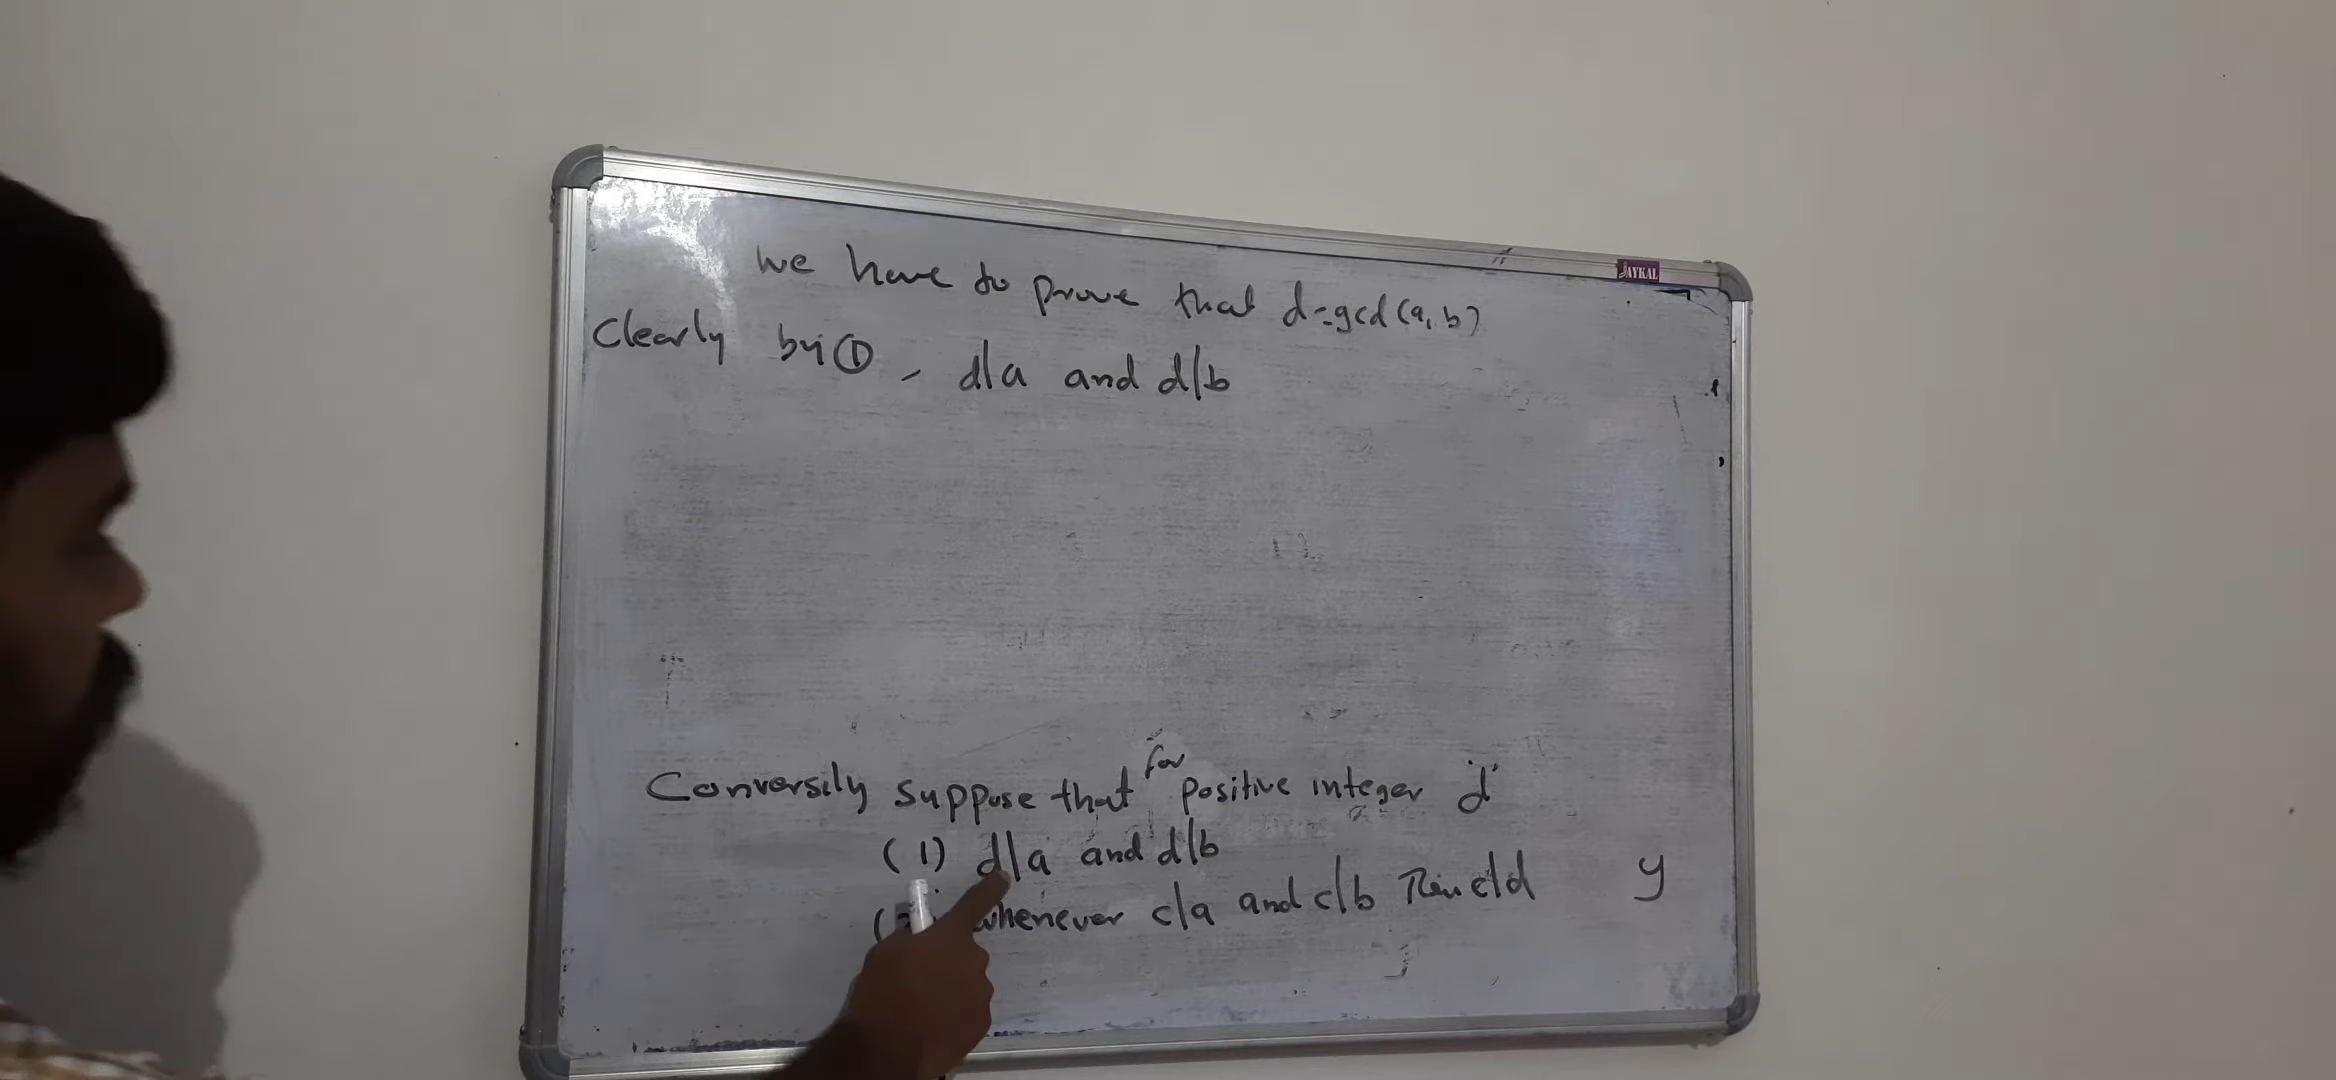 JAYKAL
we have to prove that d=gcd(a, b)
Clearly by ①, d|a and d|b
Conversily suppose that for positive integer d
(1) d|a and d|b
whenever c|a and c|b Then c|d
y